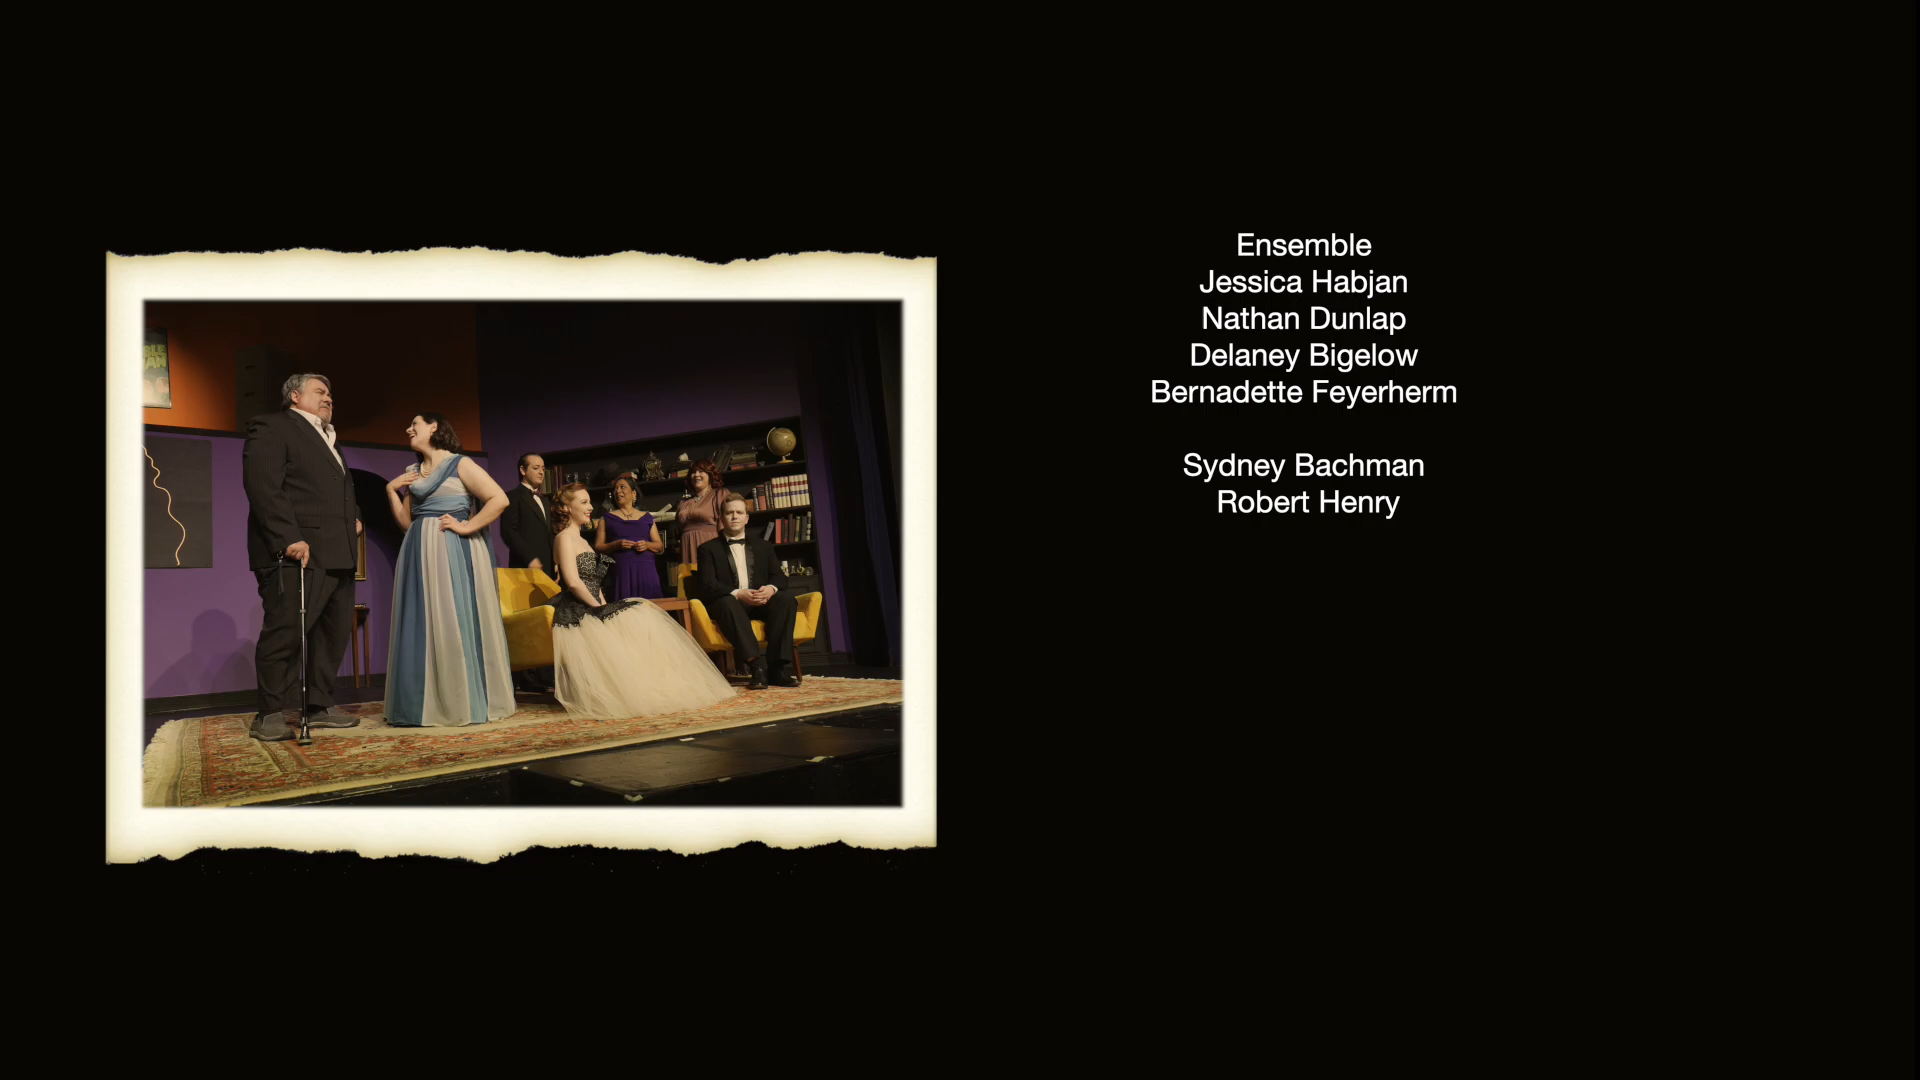 Ensemble
Jessica Habjan
Nathan Dunlap
Delaney Bigelow
Bernadette Feyerherm
Sydney Bachman
Robert Henry